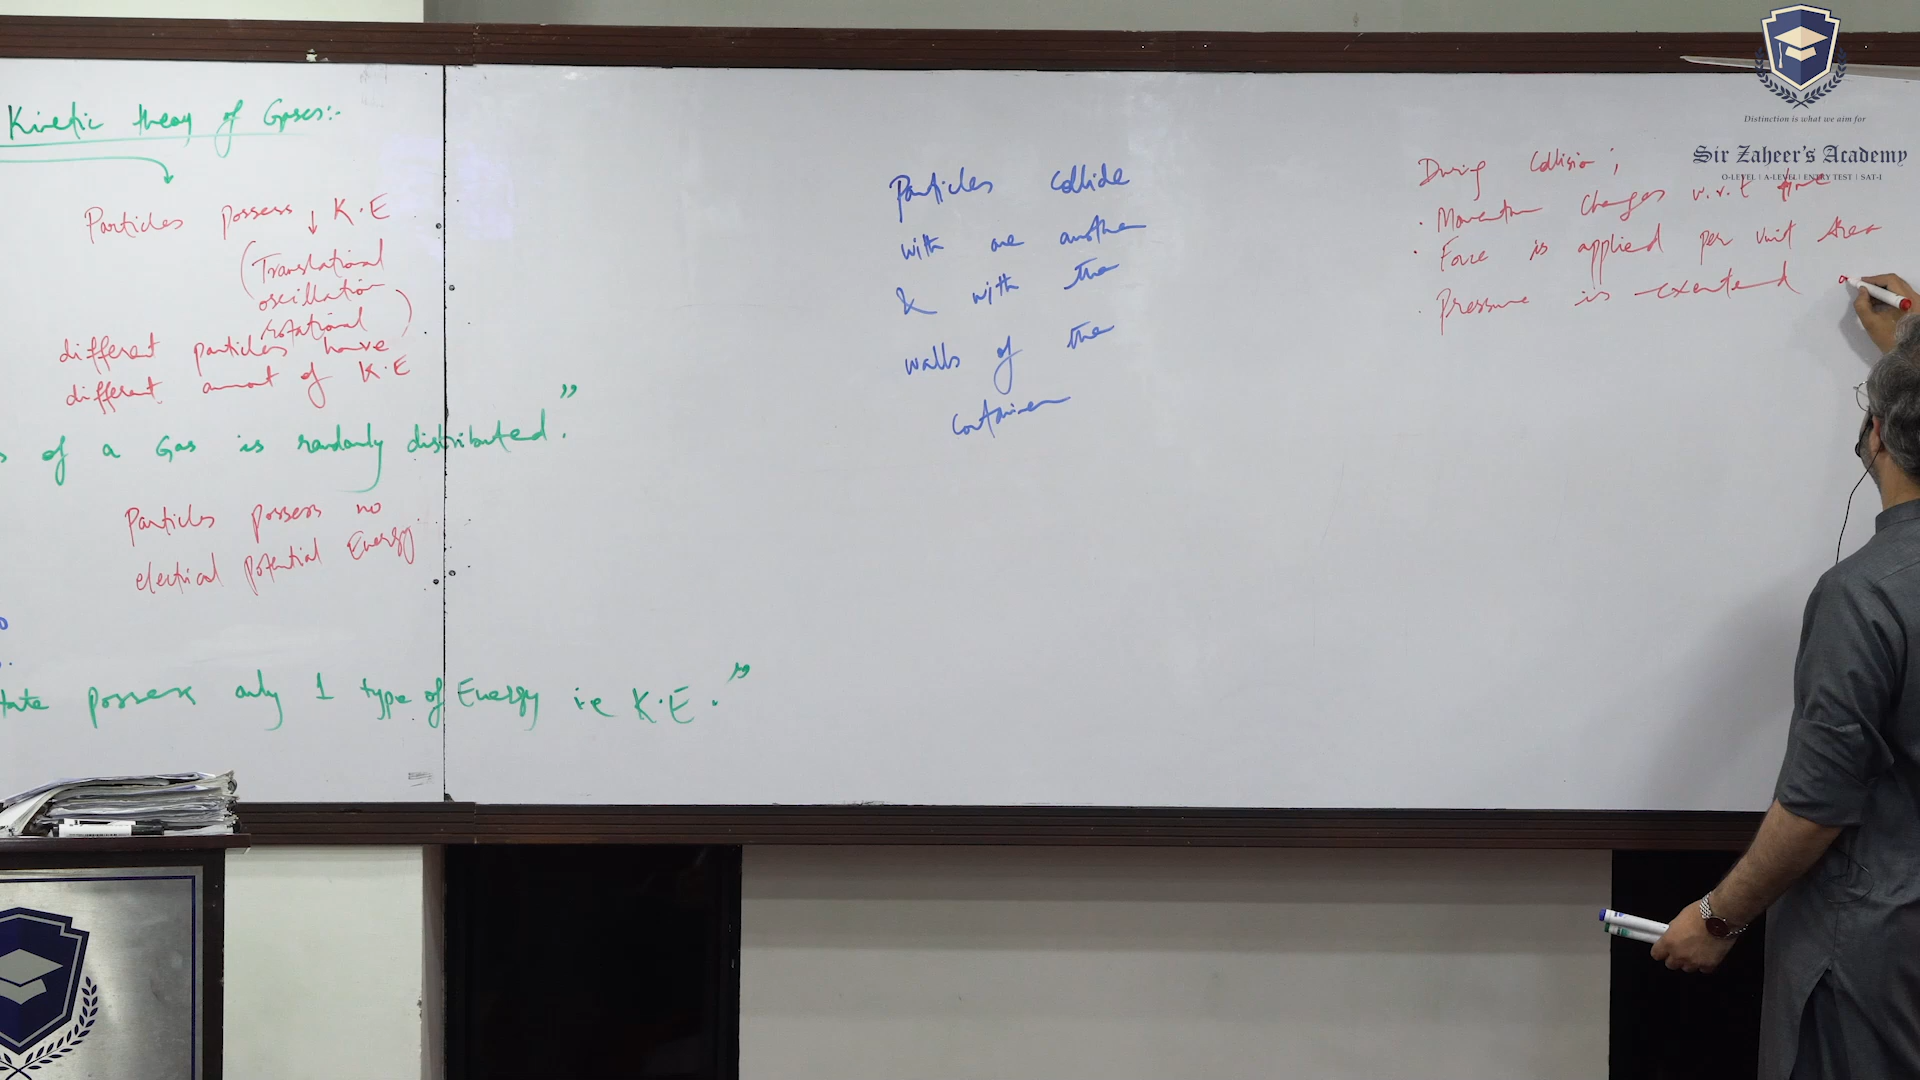 Kinetic theory of Gases:-
Particles possess K.E
(Translational
oscillation
rotational)
different particles have
different amount of K.E
of a Gas is randomly distributed."
Particles possess no
electrical potential Energy
possess only 1 type of Energy i.e K.E."
Particles collide
with one another
& with the
walls of the
container
During Collision;
. Momentum changes w.r.t time
. Force is applied per unit Area
. Pressure is exerted
Distinction is what we aim for
Sir Zaheer's Academy
O-LEVEL | A-LEVEL | ENTRY TEST | SAT-I